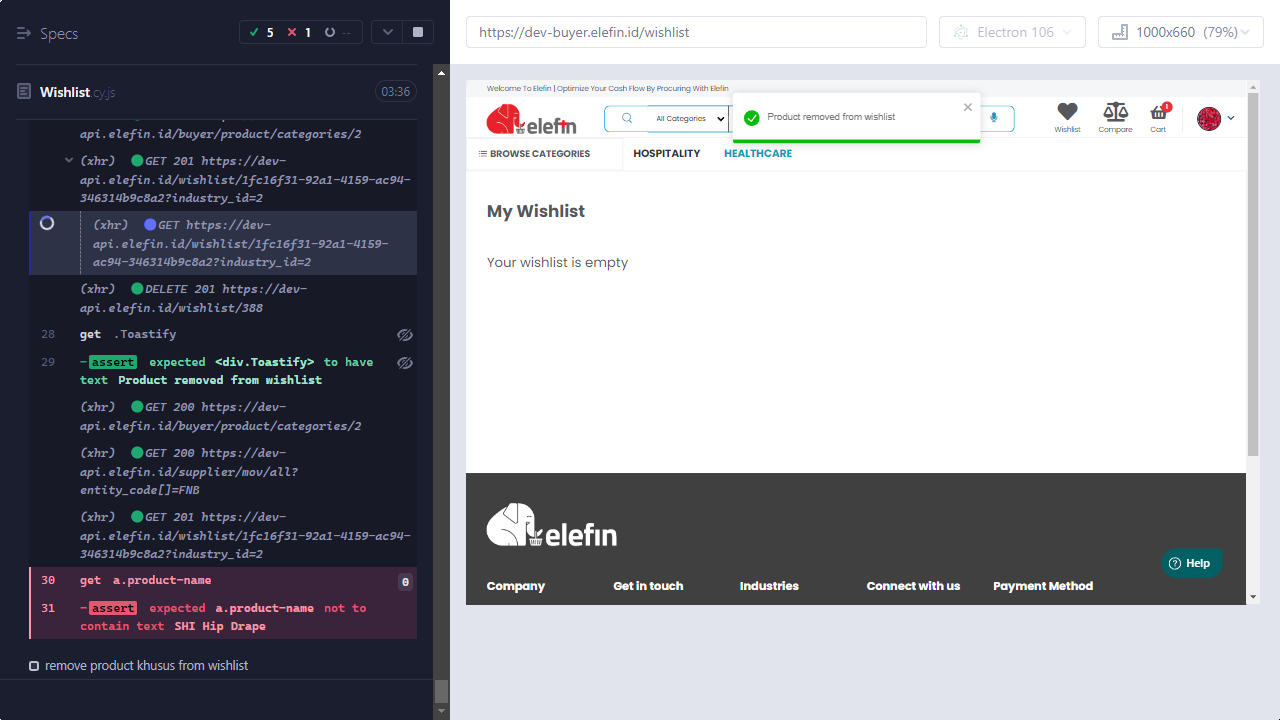 Specs
5
1
--
Wishlist.cy.js
03:36
api.elefin.id/buyer/product/categories/2
(xhr) GET 201 https://dev-
api.elefin.id/wishlist/1fc16f31-92a1-4159-ac94-
346314b9c8a2?industry_id=2
(xhr) GET https://dev-
api.elefin.id/wishlist/1fc16f31-92a1-4159-
ac94-346314b9c8a2?industry_id=2
(xhr) DELETE 201 https://dev-
api.elefin.id/wishlist/388
28 get .Toastify
29 -assert expected <div.Toastify> to have
text Product removed from wishlist
(xhr) GET 200 https://dev-
api.elefin.id/buyer/product/categories/2
(xhr) GET 200 https://dev-
api.elefin.id/supplier/mov/all?
entity_code[]=FNB
(xhr) GET 201 https://dev-
api.elefin.id/wishlist/1fc16f31-92a1-4159-ac94-
346314b9c8a2?industry_id=2
30 get a.product-name 0
31 -assert expected a.product-name not to
contain text SHI Hip Drape
remove product khusus from wishlist
https://dev-buyer.elefin.id/wishlist
Electron 106
1000x660 (79%)
Welcome To Elefin | Optimize Your Cash Flow By Procuring With Elefin
elefin
All Categories
Product removed from wishlist
Wishlist
Compare
1
Cart
BROWSE CATEGORIES
HOSPITALITY
HEALTHCARE
My Wishlist
Your wishlist is empty
elefin
Help
Company
Get in touch
Industries
Connect with us
Payment Method